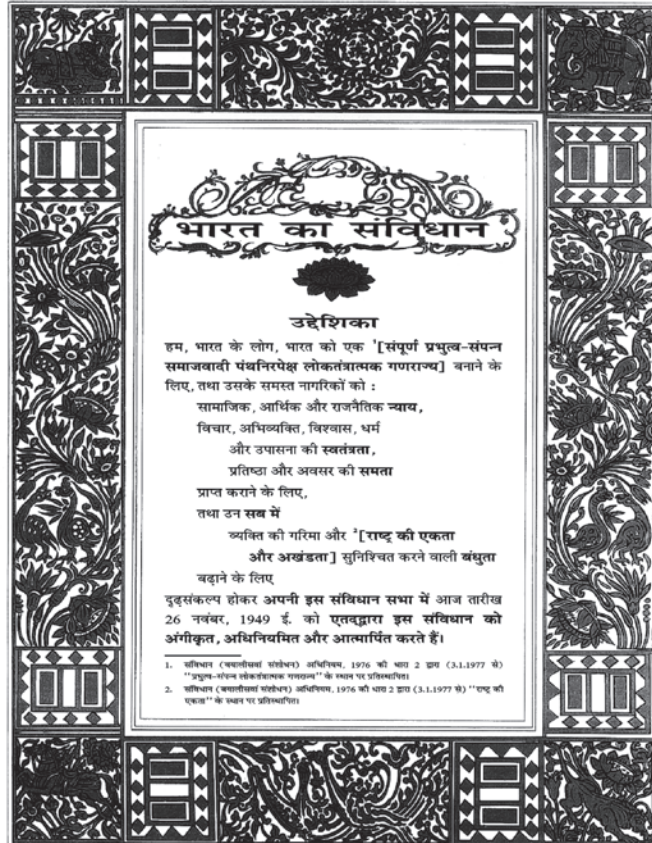 भारत का संविधान
उद्देशिका
हम, भारत के लोग, भारत को एक ¹[संपूर्ण प्रभुत्व-संपन्न
समाजवादी पंथनिरपेक्ष लोकतंत्रात्मक गणराज्य] बनाने के
लिए, तथा उसके समस्त नागरिकों को :
सामाजिक, आर्थिक और राजनैतिक न्याय,
विचार, अभिव्यक्ति, विश्वास, धर्म
और उपासना की स्वतंत्रता,
प्रतिष्ठा और अवसर की समता
प्राप्त कराने के लिए,
तथा उन सब में
व्यक्ति की गरिमा और ²[राष्ट्र की एकता
और अखंडता] सुनिश्चित करने वाली बंधुता
बढ़ाने के लिए
दृढ़संकल्प होकर अपनी इस संविधान सभा में आज तारीख
26 नवंबर, 1949 ई. को एतद्द्वारा इस संविधान को
अंगीकृत, अधिनियमित और आत्मार्पित करते हैं।
1. संविधान (बयालीसवां संशोधन) अधिनियम, 1976 की धारा 2 द्वारा (3.1.1977 से)
"प्रभुत्व-संपन्न लोकतंत्रात्मक गणराज्य" के स्थान पर प्रतिस्थापित।
2. संविधान (बयालीसवां संशोधन) अधिनियम, 1976 की धारा 2 द्वारा (3.1.1977 से) "राष्ट्र की
एकता" के स्थान पर प्रतिस्थापित।